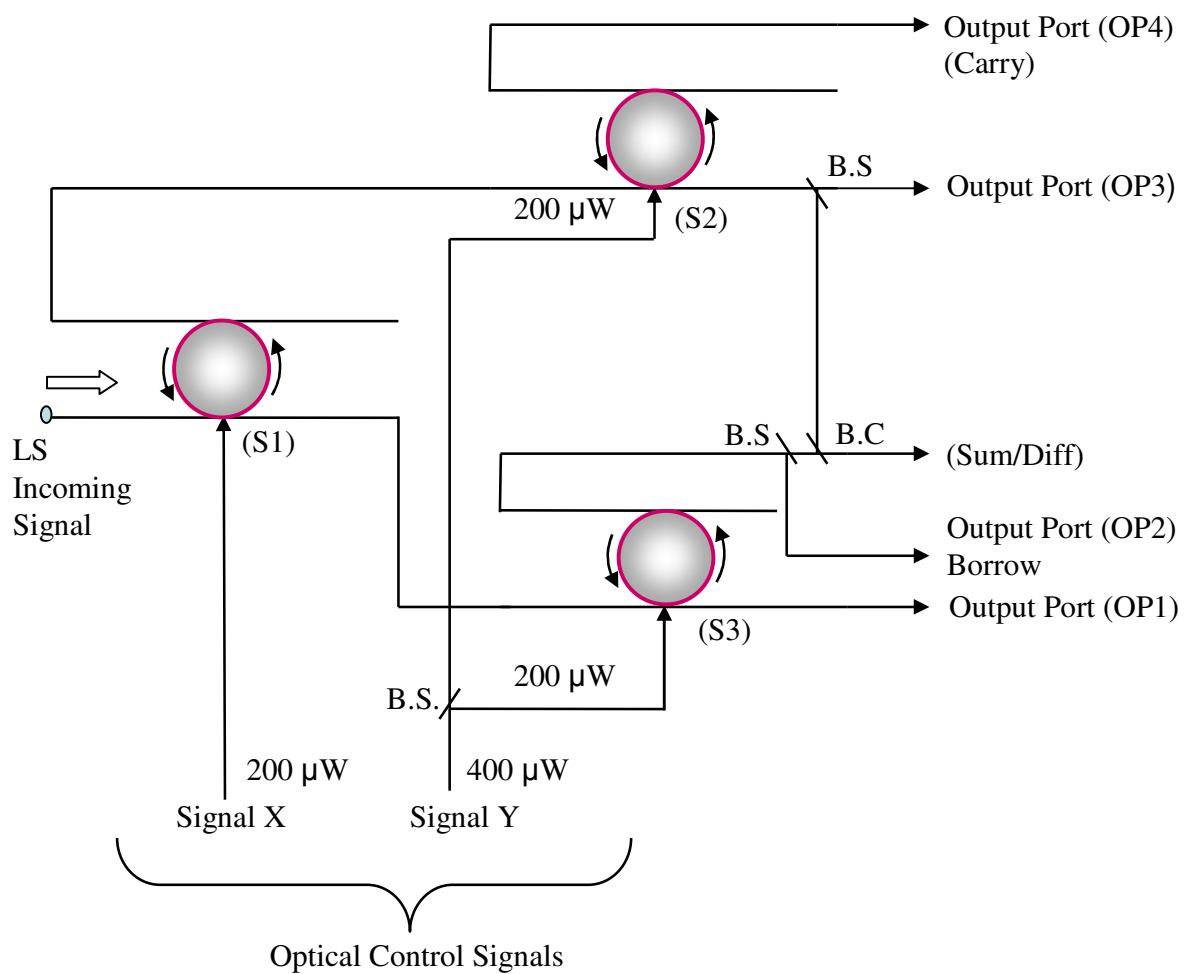 Output Port (OP4)
(Carry)
B.S
Output Port (OP3)
200 μW
(S2)
(S1)
LS
Incoming
Signal
B.S
B.C
(Sum/Diff)
Output Port (OP2)
Borrow
Output Port (OP1)
(S3)
200 μW
B.S.
200 μW
400 μW
Signal X
Signal Y
Optical Control Signals